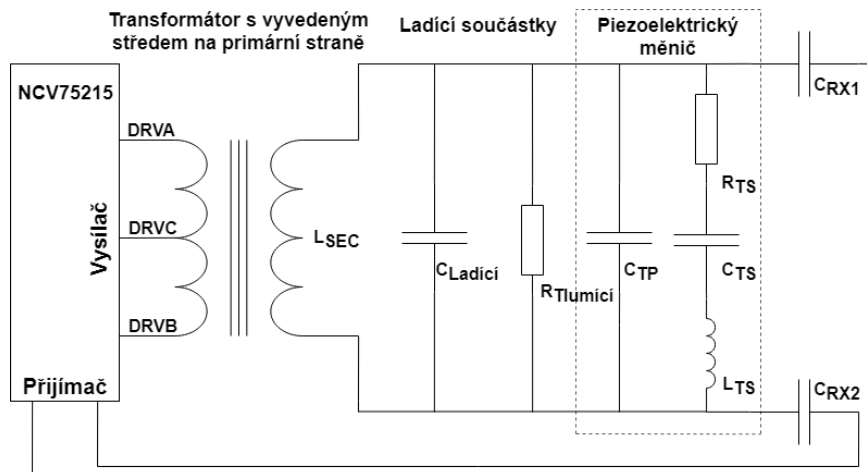 Transformátor s vyvedeným
středem na primární straně
Ladící součástky
Piezoelektrický
měnič
NCV75215
DRVA
DRVC
DRVB
Vysílač
Přijímač
LSEC
CLadící
RTlumící
CTP
RTS
CTS
LTS
CRX1
CRX2